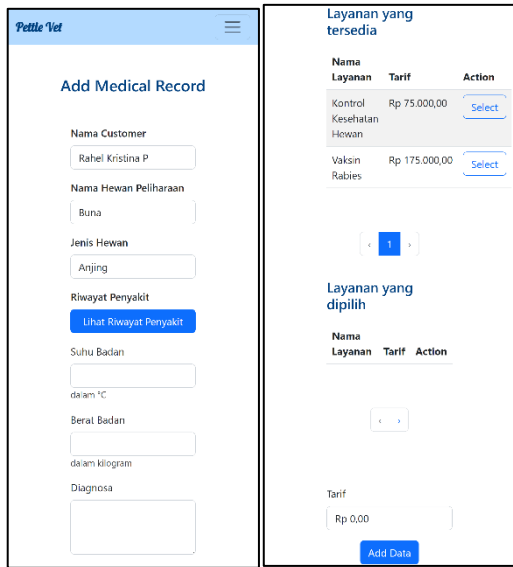 Pettle Vet
Add Medical Record
Nama Customer
Rahel Kristina P
Nama Hewan Peliharaan
Buna
Jenis Hewan
Anjing
Riwayat Penyakit
Lihat Riwayat Penyakit
Suhu Badan
dalam °C
Berat Badan
dalam kilogram
Diagnosa
Layanan yang
tersedia
Nama
Layanan Tarif Action
Kontrol Rp 75.000,00 Select
Kesehatan
Hewan
Vaksin Rp 175.000,00 Select
Rabies
‹ 1 ›
Layanan yang
dipilih
Nama
Layanan Tarif Action
‹ ›
Tarif
Rp 0,00
Add Data